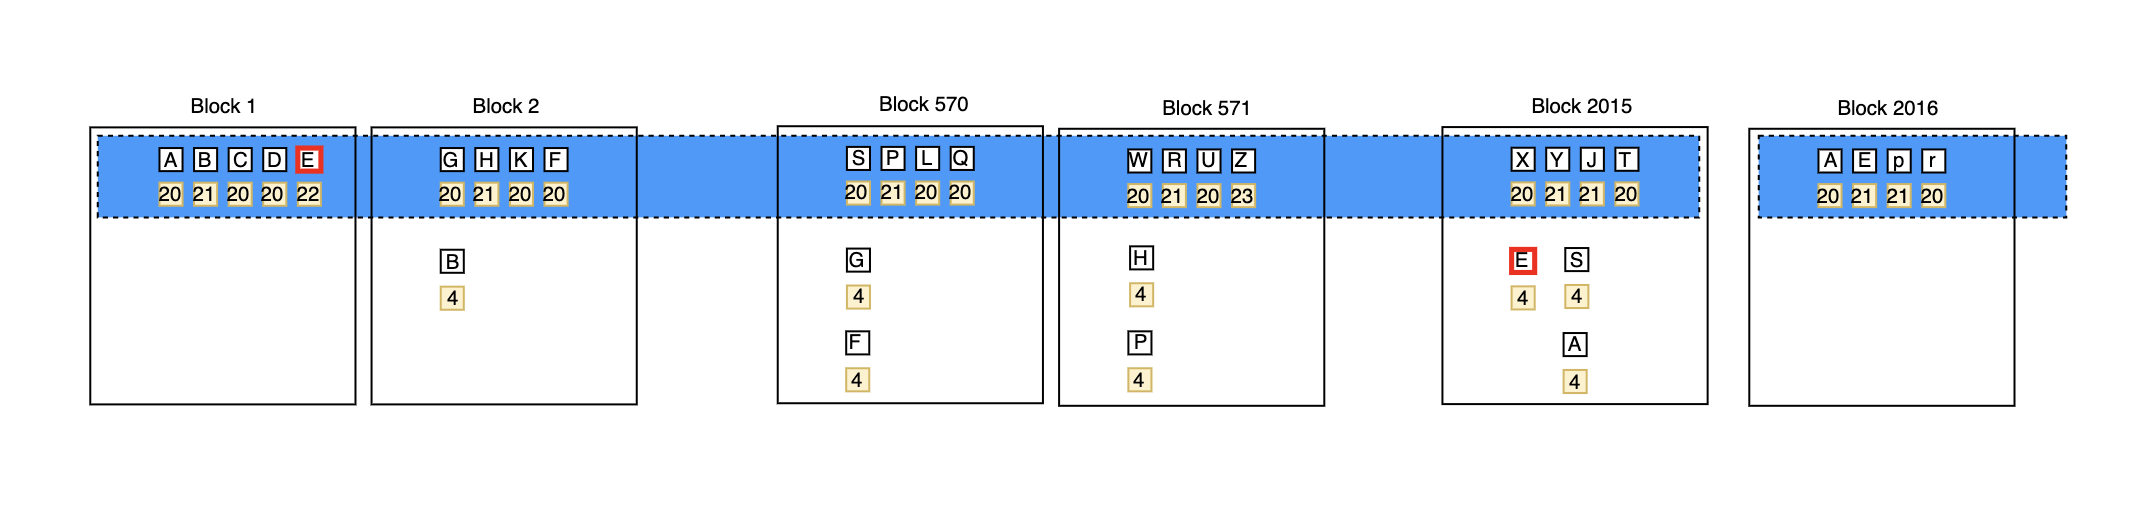 Block 1
A B C D E
20 21 20 20 22
Block 2
G H K F
20 21 20 20
B
4
Block 570
S P L Q
20 21 20 20
G
4
F
4
Block 571
W R U Z
20 21 20 23
H
4
P
4
Block 2015
X Y J T
20 21 21 20
E S
4 4
A
4
Block 2016
A E p r
20 21 21 20